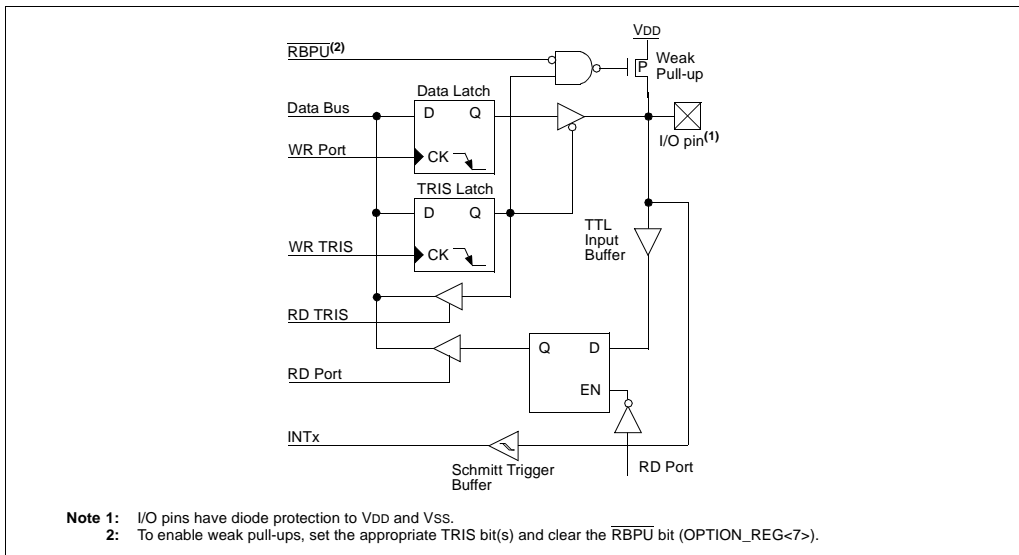 VDD
RBPU(2)
Weak
Pull-up
P
Data Latch
Data Bus
D Q
I/O pin(1)
WR Port
CK
TRIS Latch
D Q
TTL
Input
Buffer
WR TRIS
CK
RD TRIS
Q D
RD Port
EN
INTx
Schmitt Trigger
Buffer
RD Port
Note 1: I/O pins have diode protection to VDD and VSS.
2: To enable weak pull-ups, set the appropriate TRIS bit(s) and clear the RBPU bit (OPTION_REG<7>).